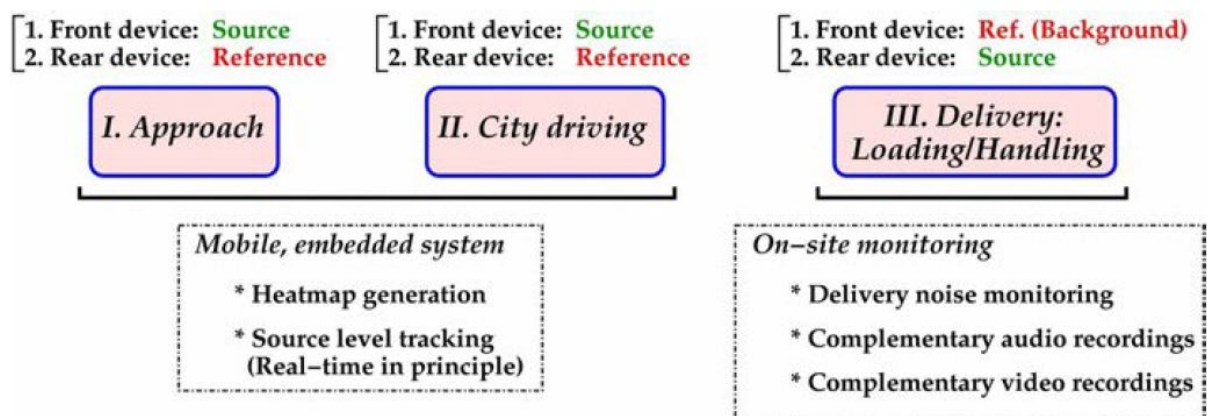 1. Front device: Source
2. Rear device: Reference
1. Front device: Source
2. Rear device: Reference
1. Front device: Ref. (Background)
2. Rear device: Source
I. Approach
II. City driving
III. Delivery:
Loading/Handling
Mobile, embedded system
* Heatmap generation
* Source level tracking
(Real−time in principle)
On−site monitoring
* Delivery noise monitoring
* Complementary audio recordings
* Complementary video recordings